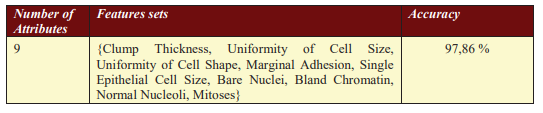 Number of Attributes Features sets Accuracy
9 {Clump Thickness, Uniformity of Cell Size, 97,86 %
Uniformity of Cell Shape, Marginal Adhesion, Single
Epithelial Cell Size, Bare Nuclei, Bland Chromatin,
Normal Nucleoli, Mitoses}